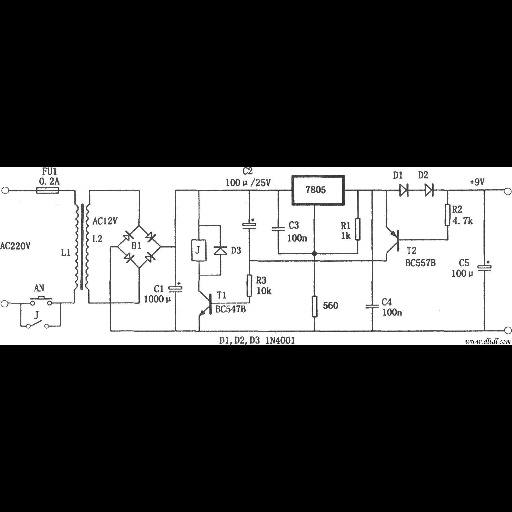 FU1
0.2A
C2
100μ/25V
7805
D1
D2
+9V
AC220V
L1
AC12V
L2
B1
J
D3
C3
100n
R1
1k
T2
BC557B
R2
4.7k
C5
100μ
AN
J
C1
1000μ
T1
BC547B
R3
10k
560
C4
100n
D1,D2,D3 1N4001